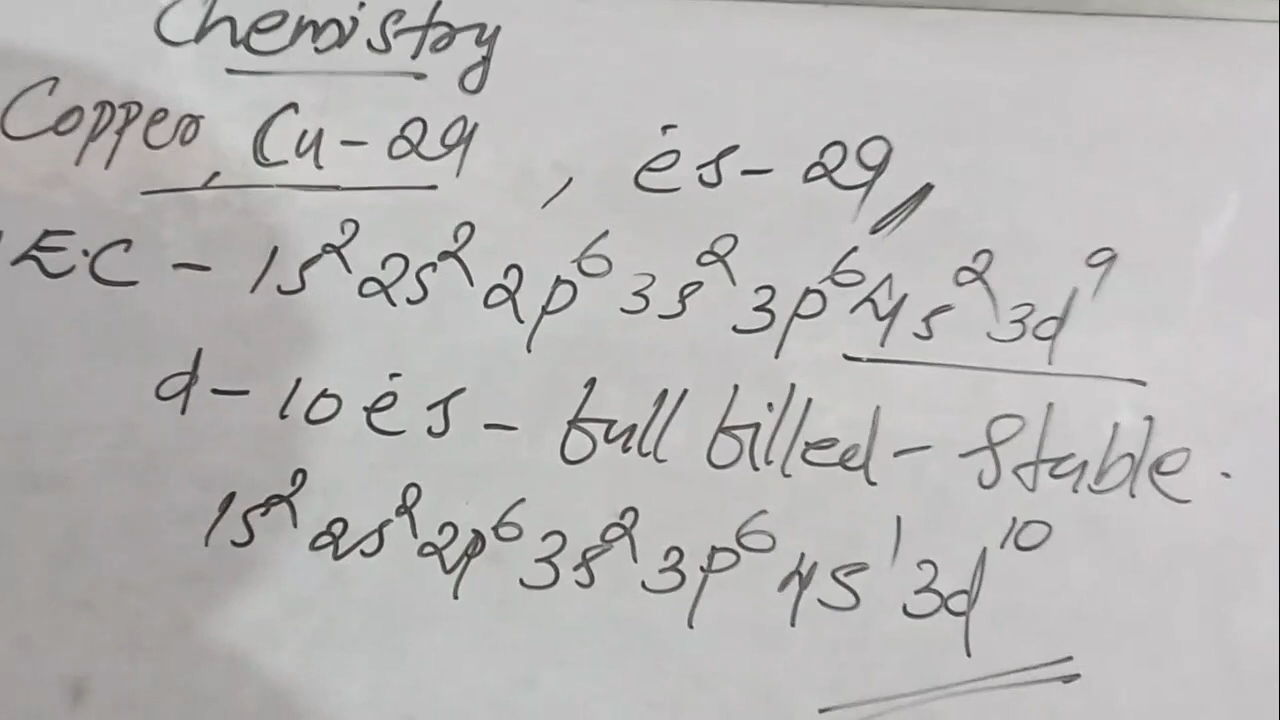 Chemistry
Copper, Cu-29, ės-29,
E.C - 1s² 2s² 2p⁶ 3s² 3p⁶ 4s² 3d⁹
d-10 ės - full filled - Stable.
1s² 2s² 2p⁶ 3s² 3p⁶ 4s¹ 3d¹⁰